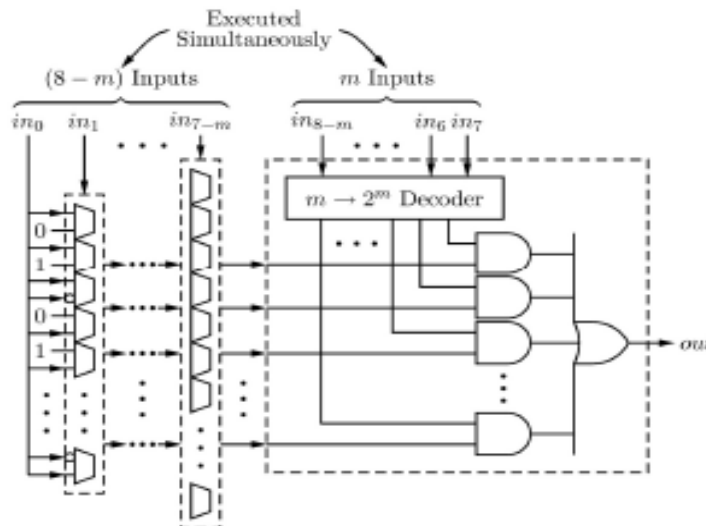 Executed
Simultaneously
(8 − m) Inputs
m Inputs
in₀ in₁ in₇₋ₘ in₈₋ₘ in₆ in₇
m → 2ᵐ Decoder
0
1
0
1
ou